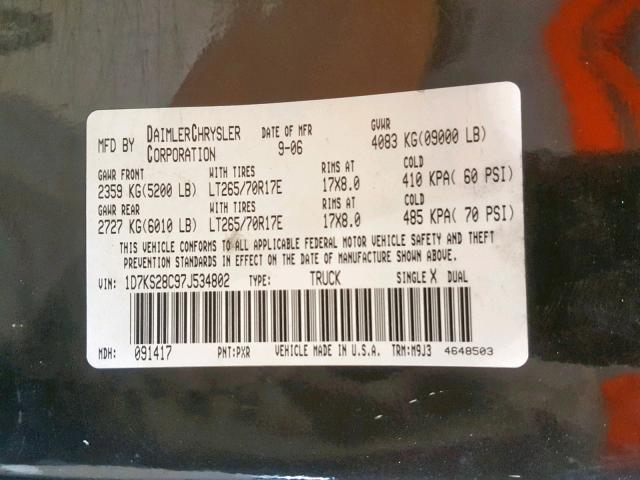 MFD BY DAIMLERCHRYSLER CORPORATION DATE OF MFR 9-06 GVWR 4083 KG(09000 LB)
GAWR FRONT WITH TIRES RIMS AT COLD
2359 KG(5200 LB) LT265/70R17E 17X8.0 410 KPA( 60 PSI)
GAWR REAR WITH TIRES RIMS AT COLD
2727 KG(6010 LB) LT265/70R17E 17X8.0 485 KPA( 70 PSI)
THIS VEHICLE CONFORMS TO ALL APPLICABLE FEDERAL MOTOR VEHICLE SAFETY AND THEFT
PREVENTION STANDARDS IN EFFECT ON THE DATE OF MANUFACTURE SHOWN ABOVE.
VIN: 1D7KS28C97J534802 TYPE: TRUCK SINGLE X DUAL
MDH: 091417 PNT:PXR VEHICLE MADE IN U.S.A. TRM:M9J3 4640503